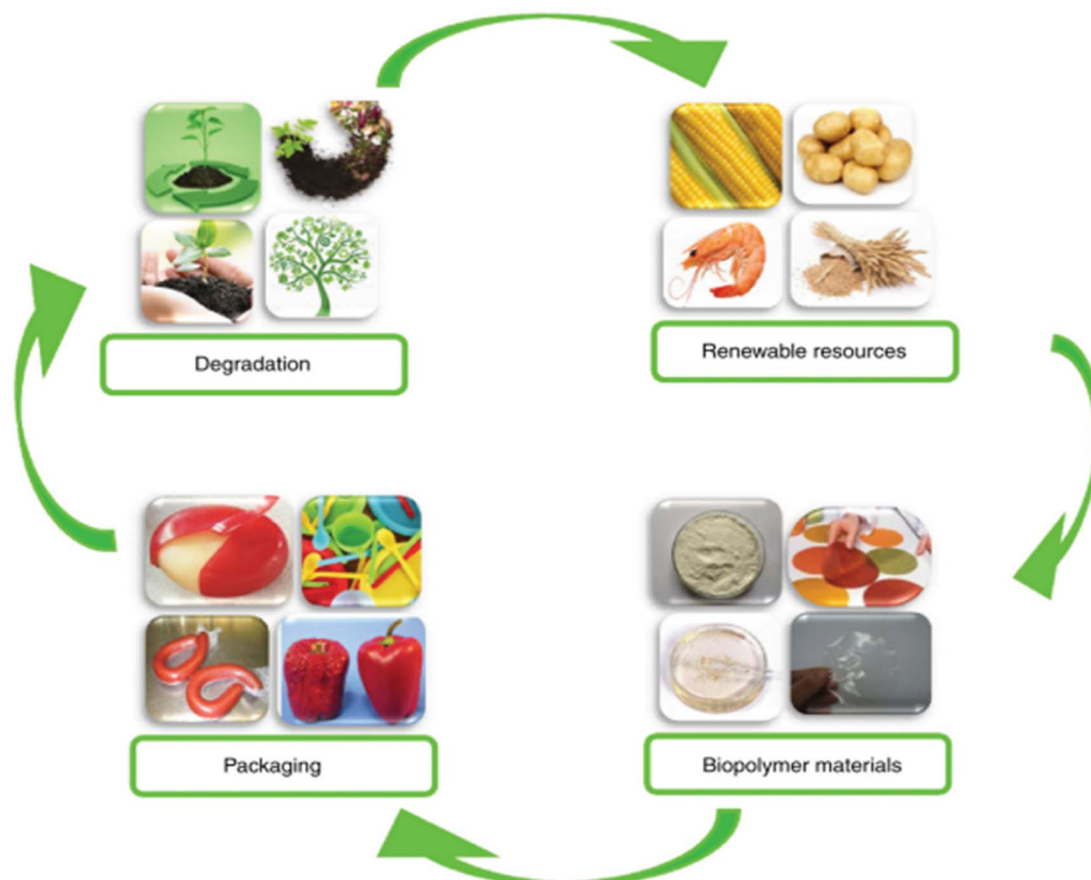 Degradation
Renewable resources
Packaging
Biopolymer materials